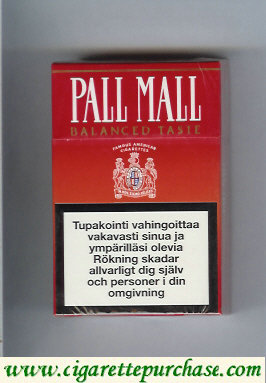 PALL MALL
BALANCED TASTE
FAMOUS AMERICAN
CIGARETTES
Tupakointi vahingoittaa
vakavasti sinua ja
ympärilläsi olevia
Rökning skadar
allvarligt dig själv
och personer i din
omgivning
www.cigarettepurchase.com